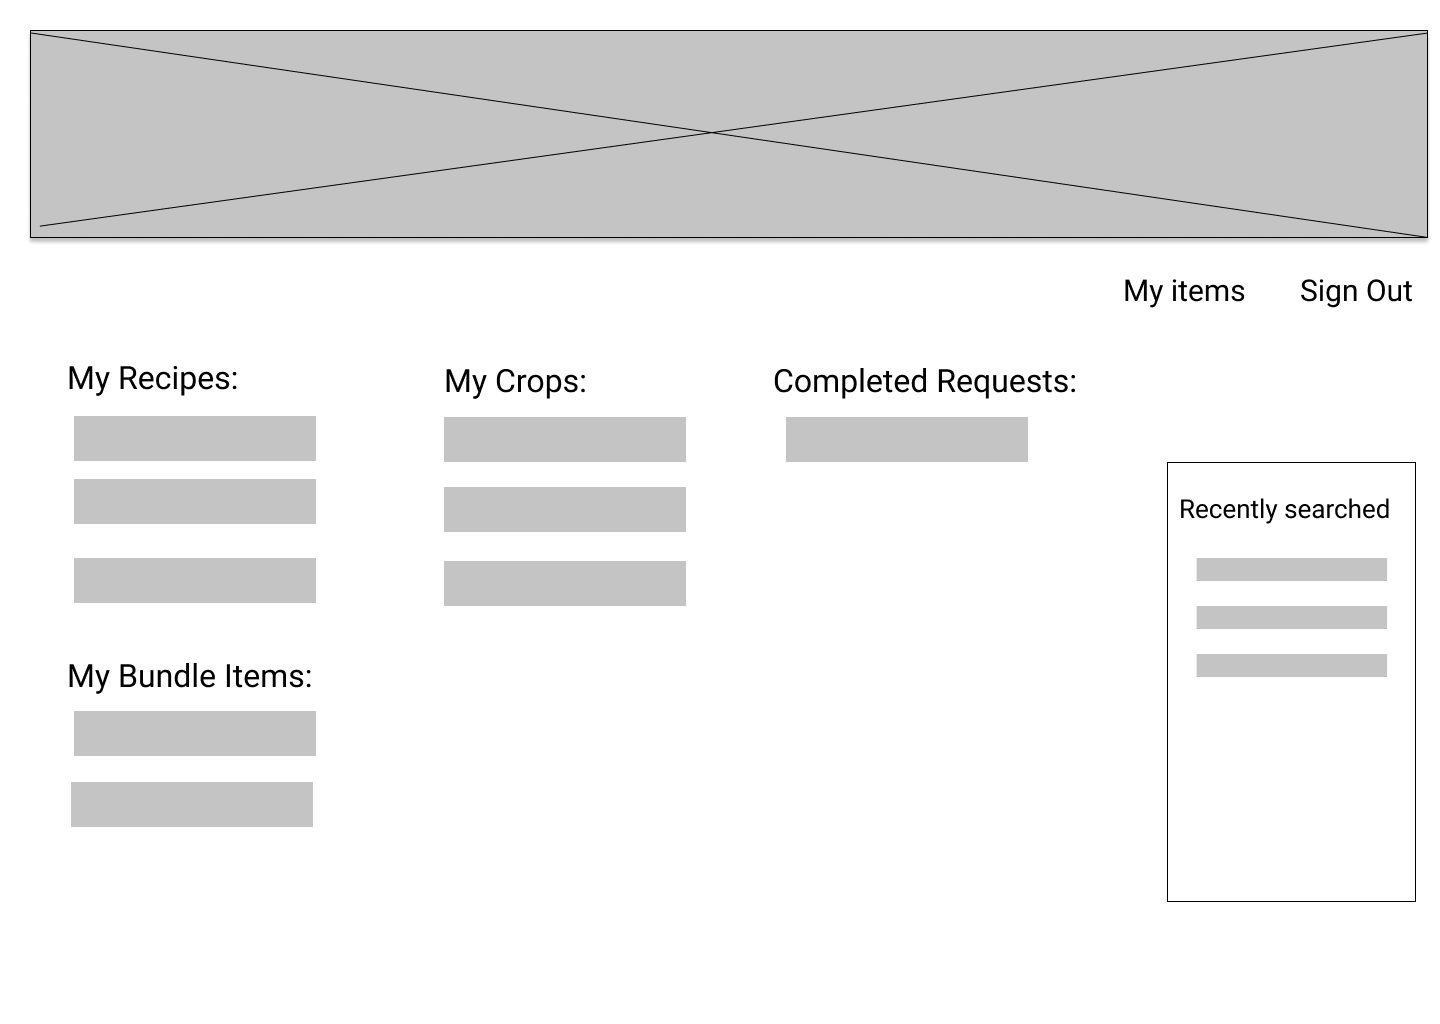 My items
Sign Out
My Recipes:
My Crops:
Completed Requests:
Recently searched
My Bundle Items: